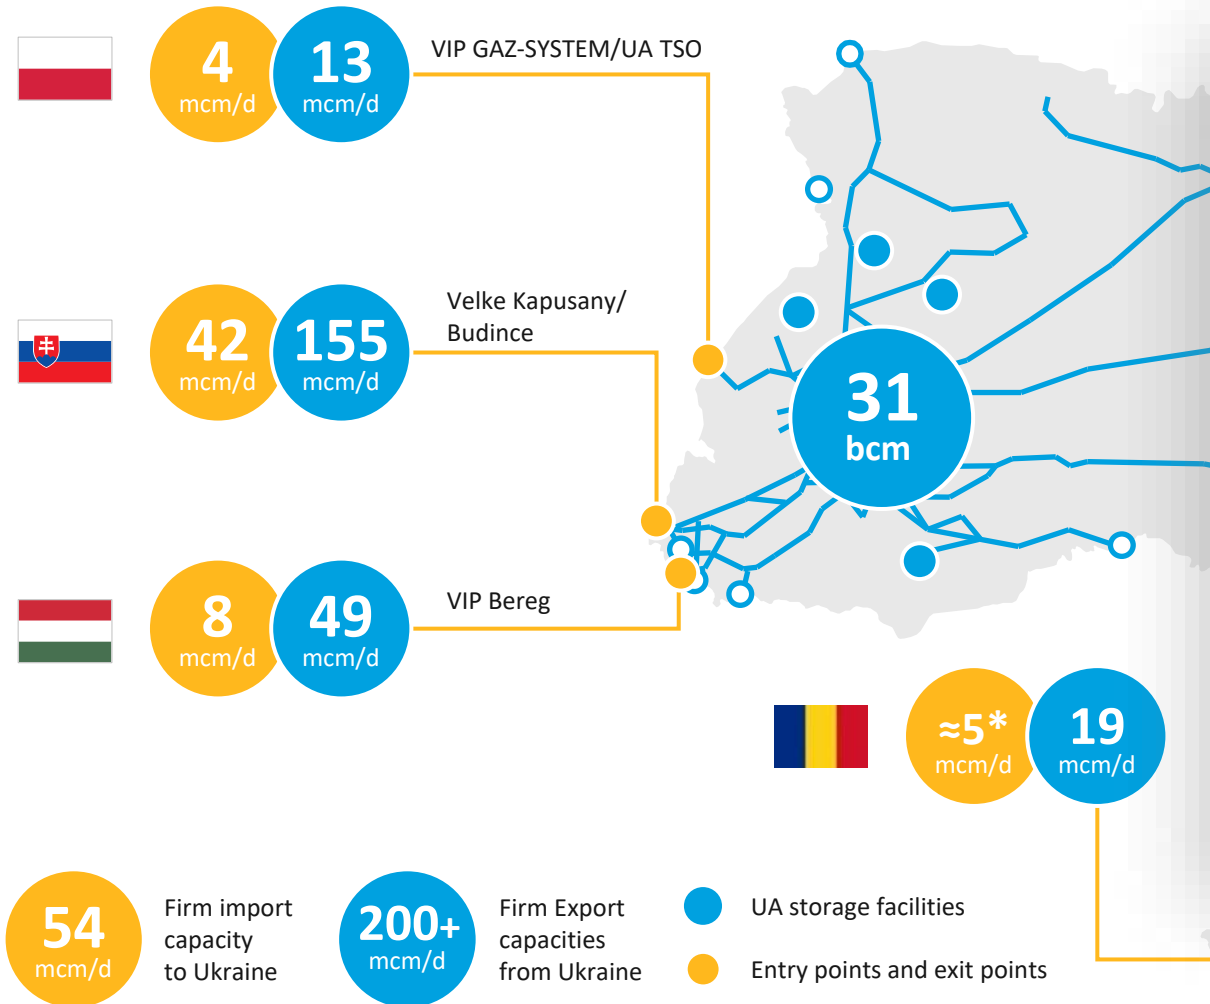 4
mcm/d
13
mcm/d
VIP GAZ-SYSTEM/UA TSO
42
mcm/d
155
mcm/d
Velke Kapusany/
Budince
31
bcm
8
mcm/d
49
mcm/d
VIP Bereg
≈5*
mcm/d
19
mcm/d
54
mcm/d
Firm import
capacity
to Ukraine
200+
mcm/d
Firm Export
capacities
from Ukraine
UA storage facilities
Entry points and exit points